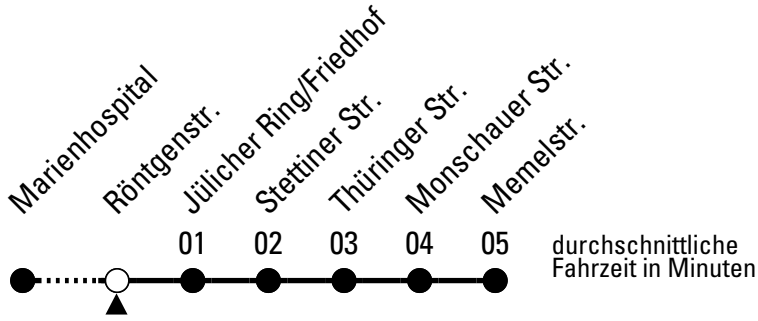 Marienhospital
Röntgenstr.
Jülicher Ring/Friedhof
Stettiner Str.
Thüringer Str.
Monschauer Str.
Memelstr.
01 02 03 04 05
durchschnittliche
Fahrzeit in Minuten